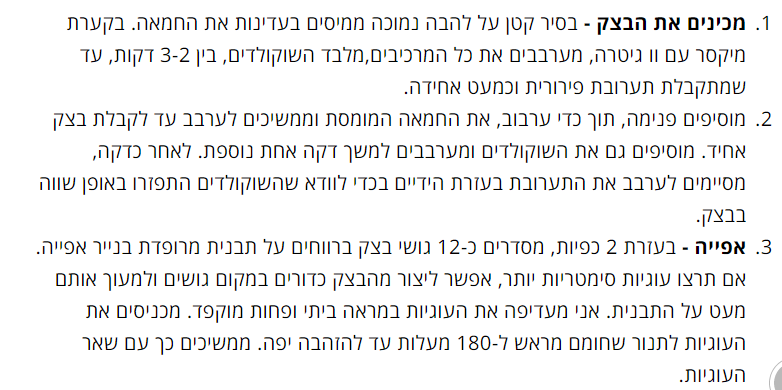 1. מכינים את הבצק - בסיר קטן על להבה נמוכה ממיסים בעדינות את החמאה. בקערת
מיקסר עם וו גיטרה, מערבבים את כל המרכיבים,מלבד השוקולדים, בין 3-2 דקות, עד
שמתקבלת תערובת פירורית וכמעט אחידה.
2. מוסיפים פנימה, תוך כדי ערבוב, את החמאה המומסת וממשיכים לערבב עד לקבלת בצק
אחיד. מוסיפים גם את השוקולדים ומערבבים למשך דקה אחת נוספת. לאחר כדקה,
מסיימים לערבב את התערובת בעזרת הידיים בכדי לוודא שהשוקולדים התפזרו באופן שווה
בבצק.
3. אפייה - בעזרת 2 כפיות, מסדרים כ-12 גושי בצק ברווחים על תבנית מרופדת בנייר אפייה.
אם תרצו עוגיות סימטריות יותר, אפשר ליצור מהבצק כדורים במקום גושים ולמעוך אותם
מעט על התבנית. אני מעדיפה את העוגיות במראה ביתי ופחות מוקפד. מכניסים את
העוגיות לתנור שחומם מראש ל-180 מעלות עד להזהבה יפה. ממשיכים כך עם שאר
העוגיות.